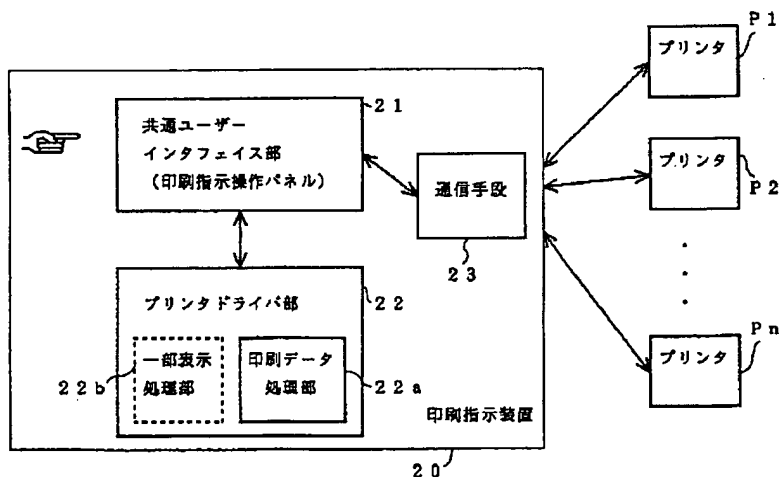 ２１
共通ユーザー
インタフェイス部
（印刷指示操作パネル）
通信手段
２３
プリンタドライバ部
２２
一部表示
処理部
２２ｂ
印刷データ
処理部
２２ａ
印刷指示装置
２０
プリンタ
Ｐ１
プリンタ
Ｐ２
・
・
・
プリンタ
Ｐｎ